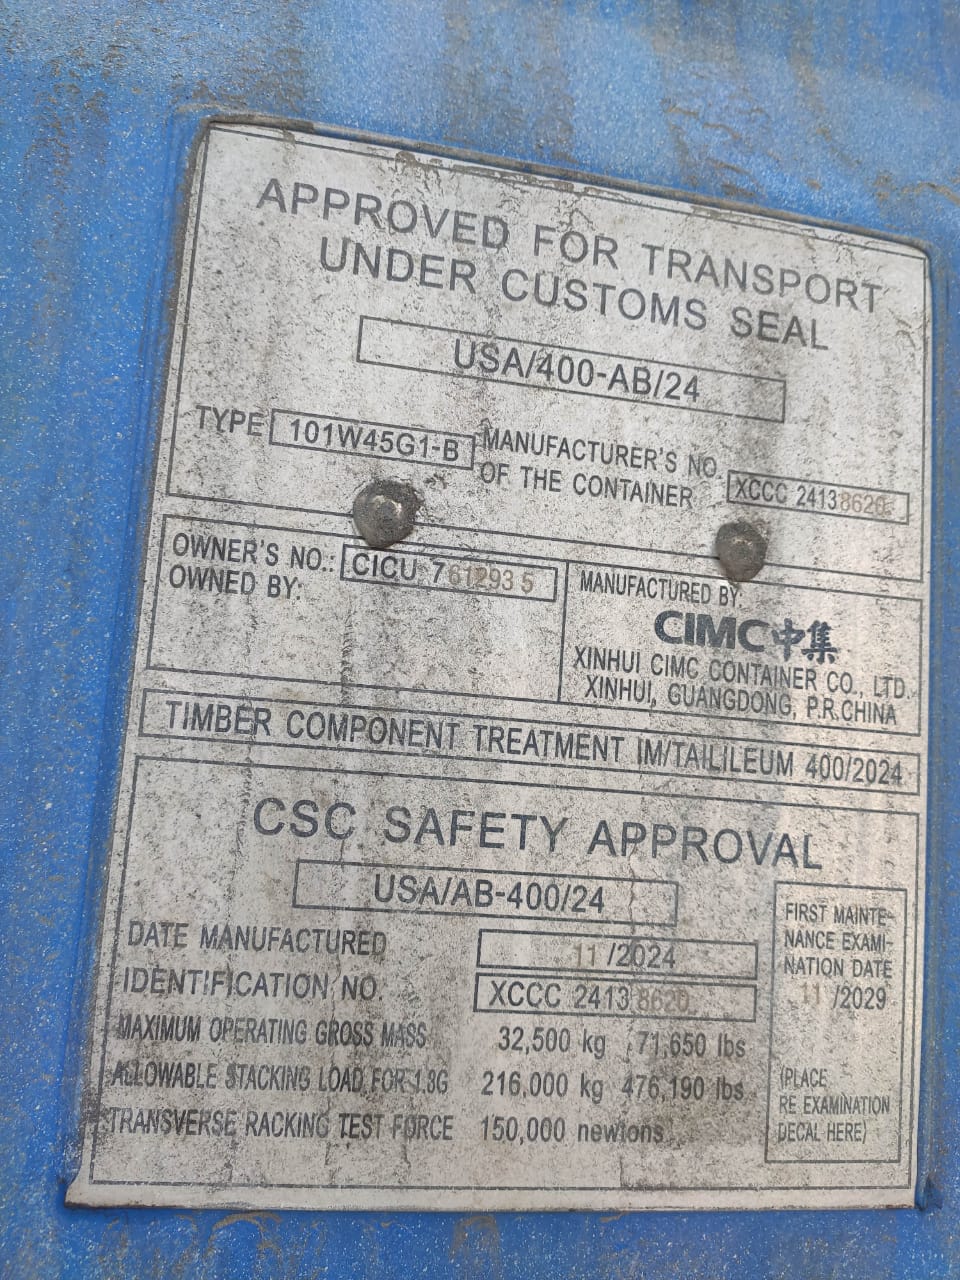 APPROVED FOR TRANSPORT
UNDER CUSTOMS SEAL
USA/400-AB/24
TYPE 101W45G1-B MANUFACTURER'S NO.
OF THE CONTAINER XCCC 24138620
OWNER'S NO.: CICU 761293 5
OWNED BY:
MANUFACTURED BY:
CIMC中集
XINHUI CIMC CONTAINER CO., LTD.
XINHUI, GUANGDONG, P.R.CHINA
TIMBER COMPONENT TREATMENT IM/TAILILEUM 400/2024
CSC SAFETY APPROVAL
USA/AB-400/24
DATE MANUFACTURED 11 /2024
IDENTIFICATION NO. XCCC 24138620
MAXIMUM OPERATING GROSS MASS 32,500 kg 71,650 lbs
ALLOWABLE STACKING LOAD FOR 1.8G 216,000 kg 476,190 lbs
TRANSVERSE RACKING TEST FORCE 150,000 newtons
FIRST MAINTE-
NANCE EXAMI-
NATION DATE
11 /2029
(PLACE
RE EXAMINATION
DECAL HERE)